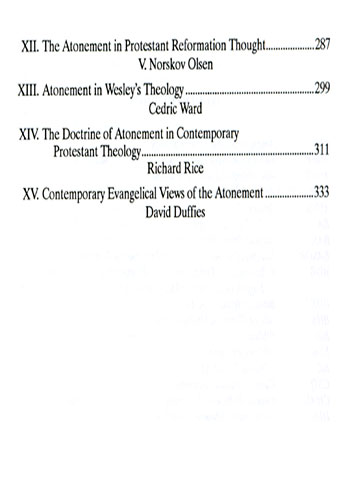 XII. The Atonement in Protestant Reformation Thought....................287
V. Norskov Olsen
XIII. Atonement in Wesley's Theology.............................................299
Cedric Ward
XIV. The Doctrine of Atonement in Contemporary
Protestant Theology............................................................311
Richard Rice
XV. Contemporary Evangelical Views of the Atonement...................333
David Duffies